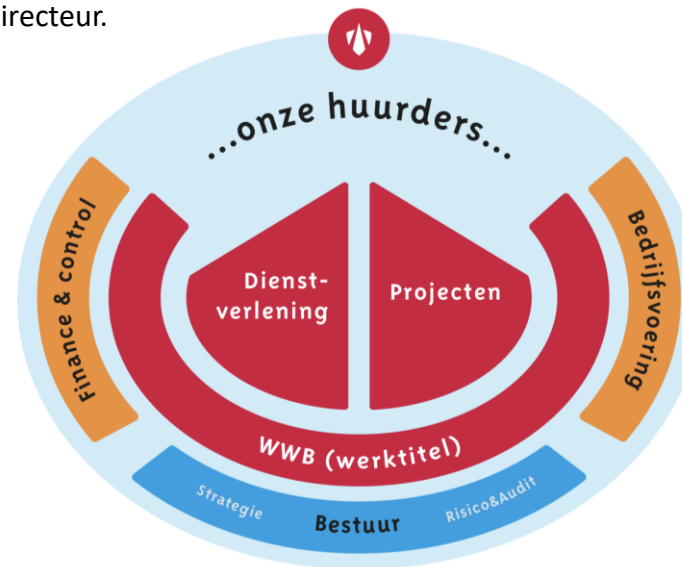 irecteur.
...onze huurders...
Finance & control
Bedrijfsvoering
Dienst-
verlening
Projecten
WWB (werktitel)
Strategie
Bestuur
Risico&Audit